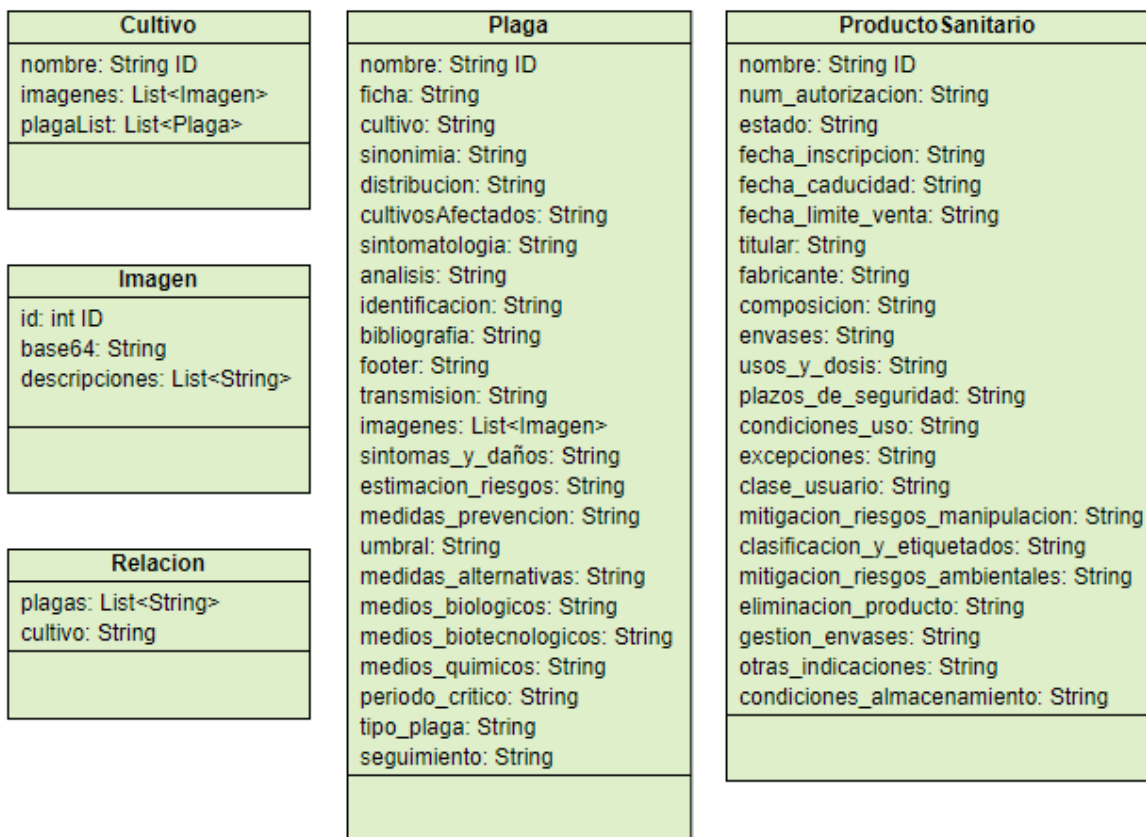 Cultivo
nombre: String ID
imagenes: List<Imagen>
plagaList: List<Plaga>
Imagen
id: int ID
base64: String
descripciones: List<String>
Relacion
plagas: List<String>
cultivo: String
Plaga
nombre: String ID
ficha: String
cultivo: String
sinonimia: String
distribucion: String
cultivosAfectados: String
sintomatologia: String
analisis: String
identificacion: String
bibliografia: String
footer: String
transmision: String
imagenes: List<Imagen>
sintomas_y_daños: String
estimacion_riesgos: String
medidas_prevencion: String
umbral: String
medidas_alternativas: String
medios_biologicos: String
medios_biotecnologicos: String
medios_quimicos: String
periodo_critico: String
tipo_plaga: String
seguimiento: String
ProductoSanitario
nombre: String ID
num_autorizacion: String
estado: String
fecha_inscripcion: String
fecha_caducidad: String
fecha_limite_venta: String
titular: String
fabricante: String
composicion: String
envases: String
usos_y_dosis: String
plazos_de_seguridad: String
condiciones_uso: String
excepciones: String
clase_usuario: String
mitigacion_riesgos_manipulacion: String
clasificacion_y_etiquetados: String
mitigacion_riesgos_ambientales: String
eliminacion_producto: String
gestion_envases: String
otras_indicaciones: String
condiciones_almacenamiento: String